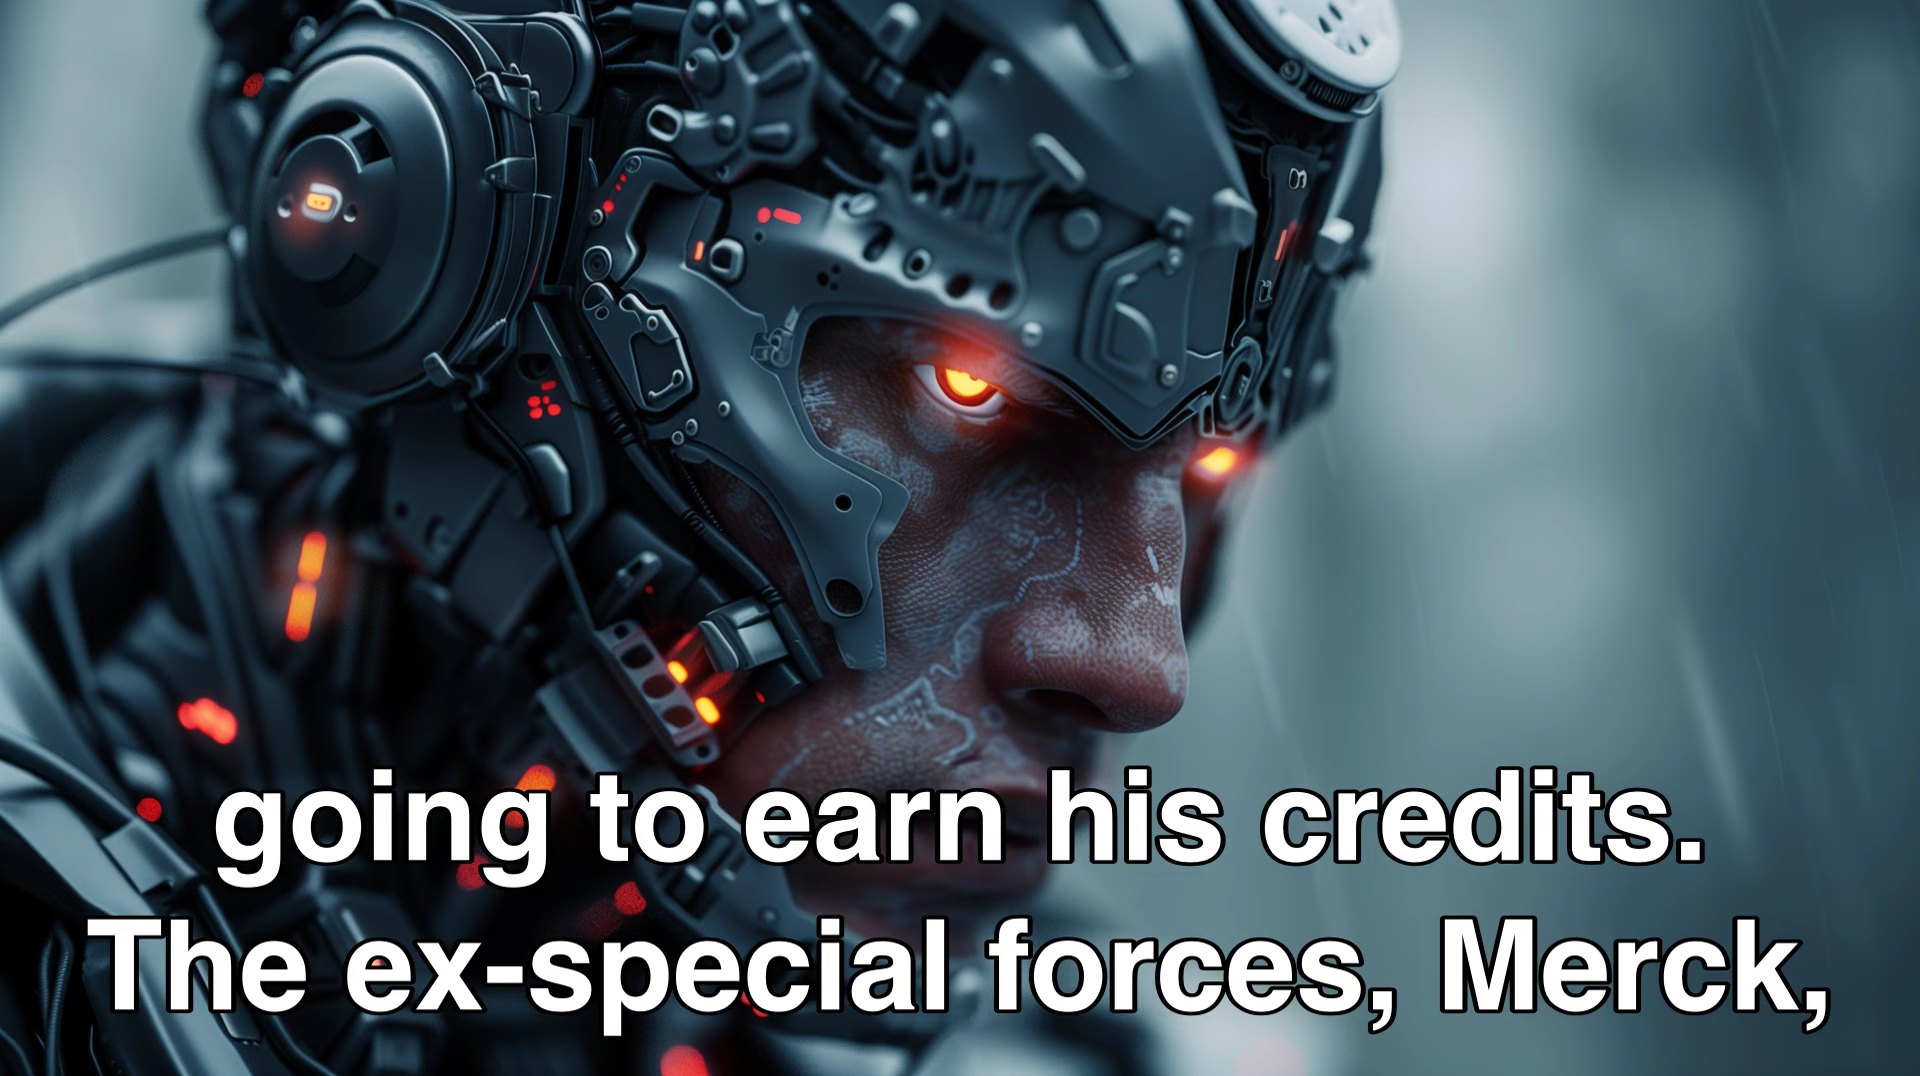 going to earn his credits.
The ex-special forces, Merck,